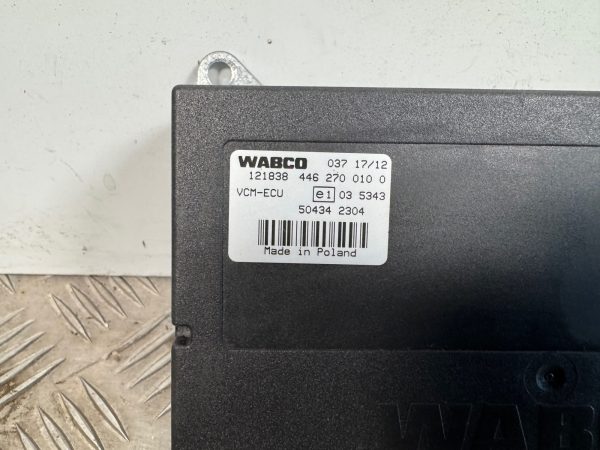 WABCO 037 17/12
121838 446 270 010 0
VCM-ECU e1 03 5343
50434 2304
Made in Poland
WAB